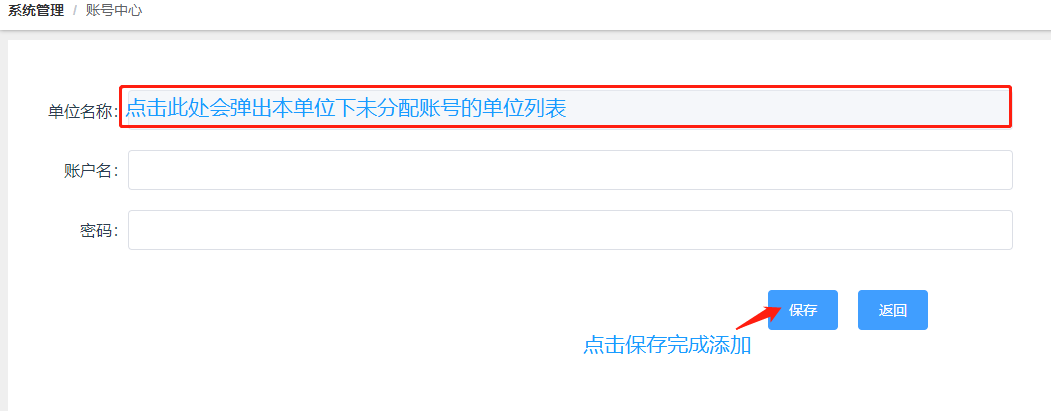 系统管理 / 账号中心
单位名称: 点击此处会弹出本单位下未分配账号的单位列表
账户名:
密码:
保存 返回
点击保存完成添加